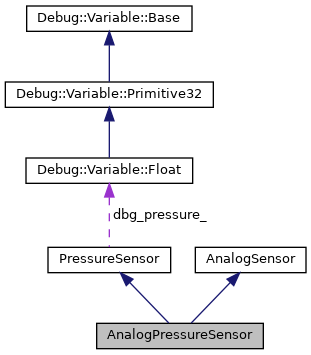 Debug::Variable::Base
Debug::Variable::Primitive32
Debug::Variable::Float
dbg_pressure_
PressureSensor
AnalogSensor
AnalogPressureSensor